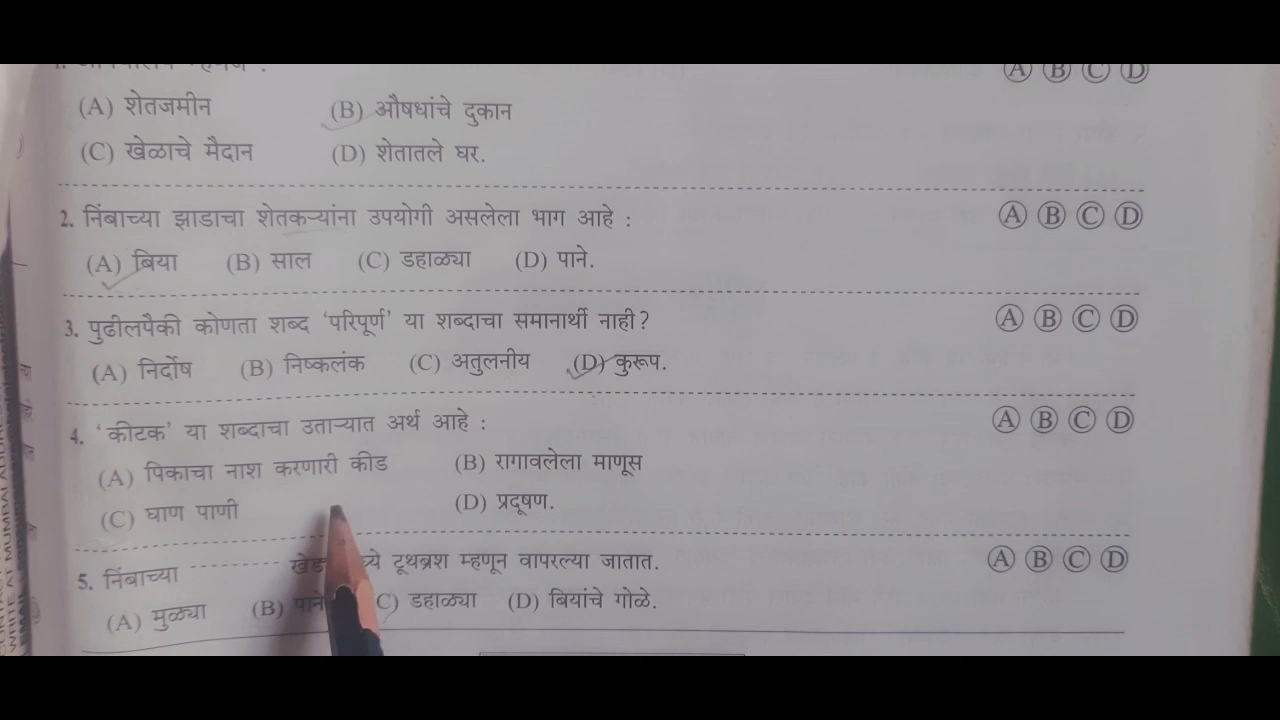 Ⓐ Ⓑ Ⓒ Ⓓ
(A) शेतजमीन (B) औषधांचे दुकान
(C) खेळाचे मैदान (D) शेतातले घर.
2. निंबाच्या झाडाचा शेतकऱ्यांना उपयोगी असलेला भाग आहे : Ⓐ Ⓑ Ⓒ Ⓓ
(A) बिया (B) साल (C) डहाळ्या (D) पाने.
3. पुढीलपैकी कोणता शब्द 'परिपूर्ण' या शब्दाचा समानार्थी नाही? Ⓐ Ⓑ Ⓒ Ⓓ
(A) निर्दोष (B) निष्कलंक (C) अतुलनीय (D) कुरूप.
4. 'कीटक' या शब्दाचा उताऱ्यात अर्थ आहे : Ⓐ Ⓑ Ⓒ Ⓓ
(A) पिकाचा नाश करणारी कीड (B) रागावलेला माणूस
(C) घाण पाणी (D) प्रदूषण.
5. निंबाच्या -------- टूथब्रश म्हणून वापरल्या जातात. Ⓐ Ⓑ Ⓒ Ⓓ
(A) मुळ्या (B) पाने (C) डहाळ्या (D) बियांचे गोळे.